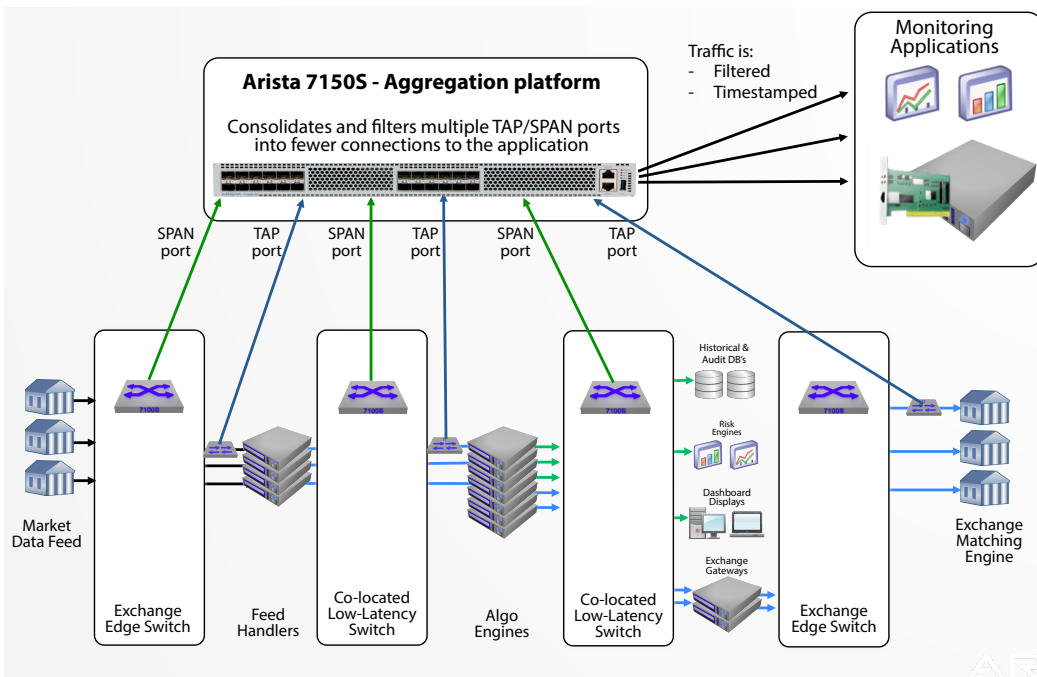 Arista 7150S - Aggregation platform
Consolidates and filters multiple TAP/SPAN ports
into fewer connections to the application
Traffic is:
- Filtered
- Timestamped
Monitoring
Applications
SPAN
port
TAP
port
SPAN
port
TAP
port
SPAN
port
TAP
port
7100S
7100S
7100S
7100S
Historical &
Audit DB's
Risk
Engines
Dashboard
Displays
Exchange
Gateways
Market
Data Feed
Exchange
Edge Switch
Feed
Handlers
Co-located
Low-Latency
Switch
Algo
Engines
Co-located
Low-Latency
Switch
Exchange
Edge Switch
Exchange
Matching
Engine